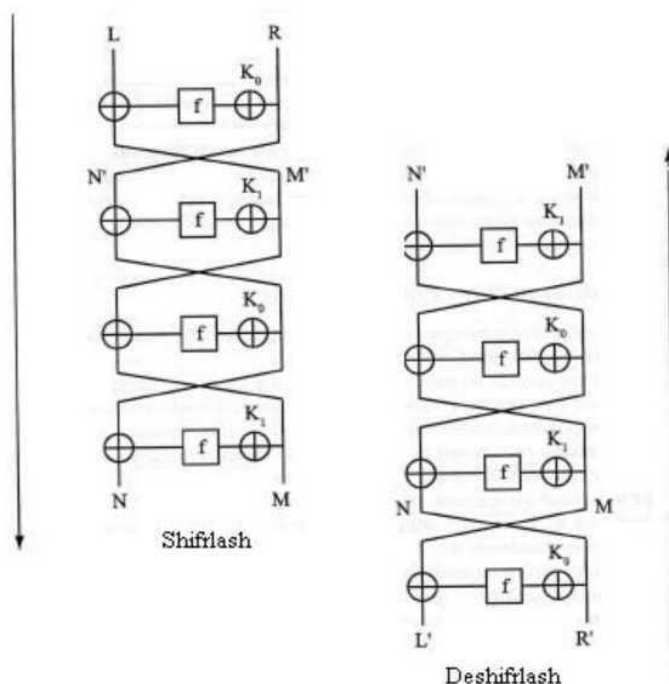 L R
K₀
f
N' M'
K₁
f
K₀
f
K₁
f
N M
Shifrlash
N' M'
K₁
f
K₀
f
K₁
f
N M
K₀
f
L' R'
Deshifrlash